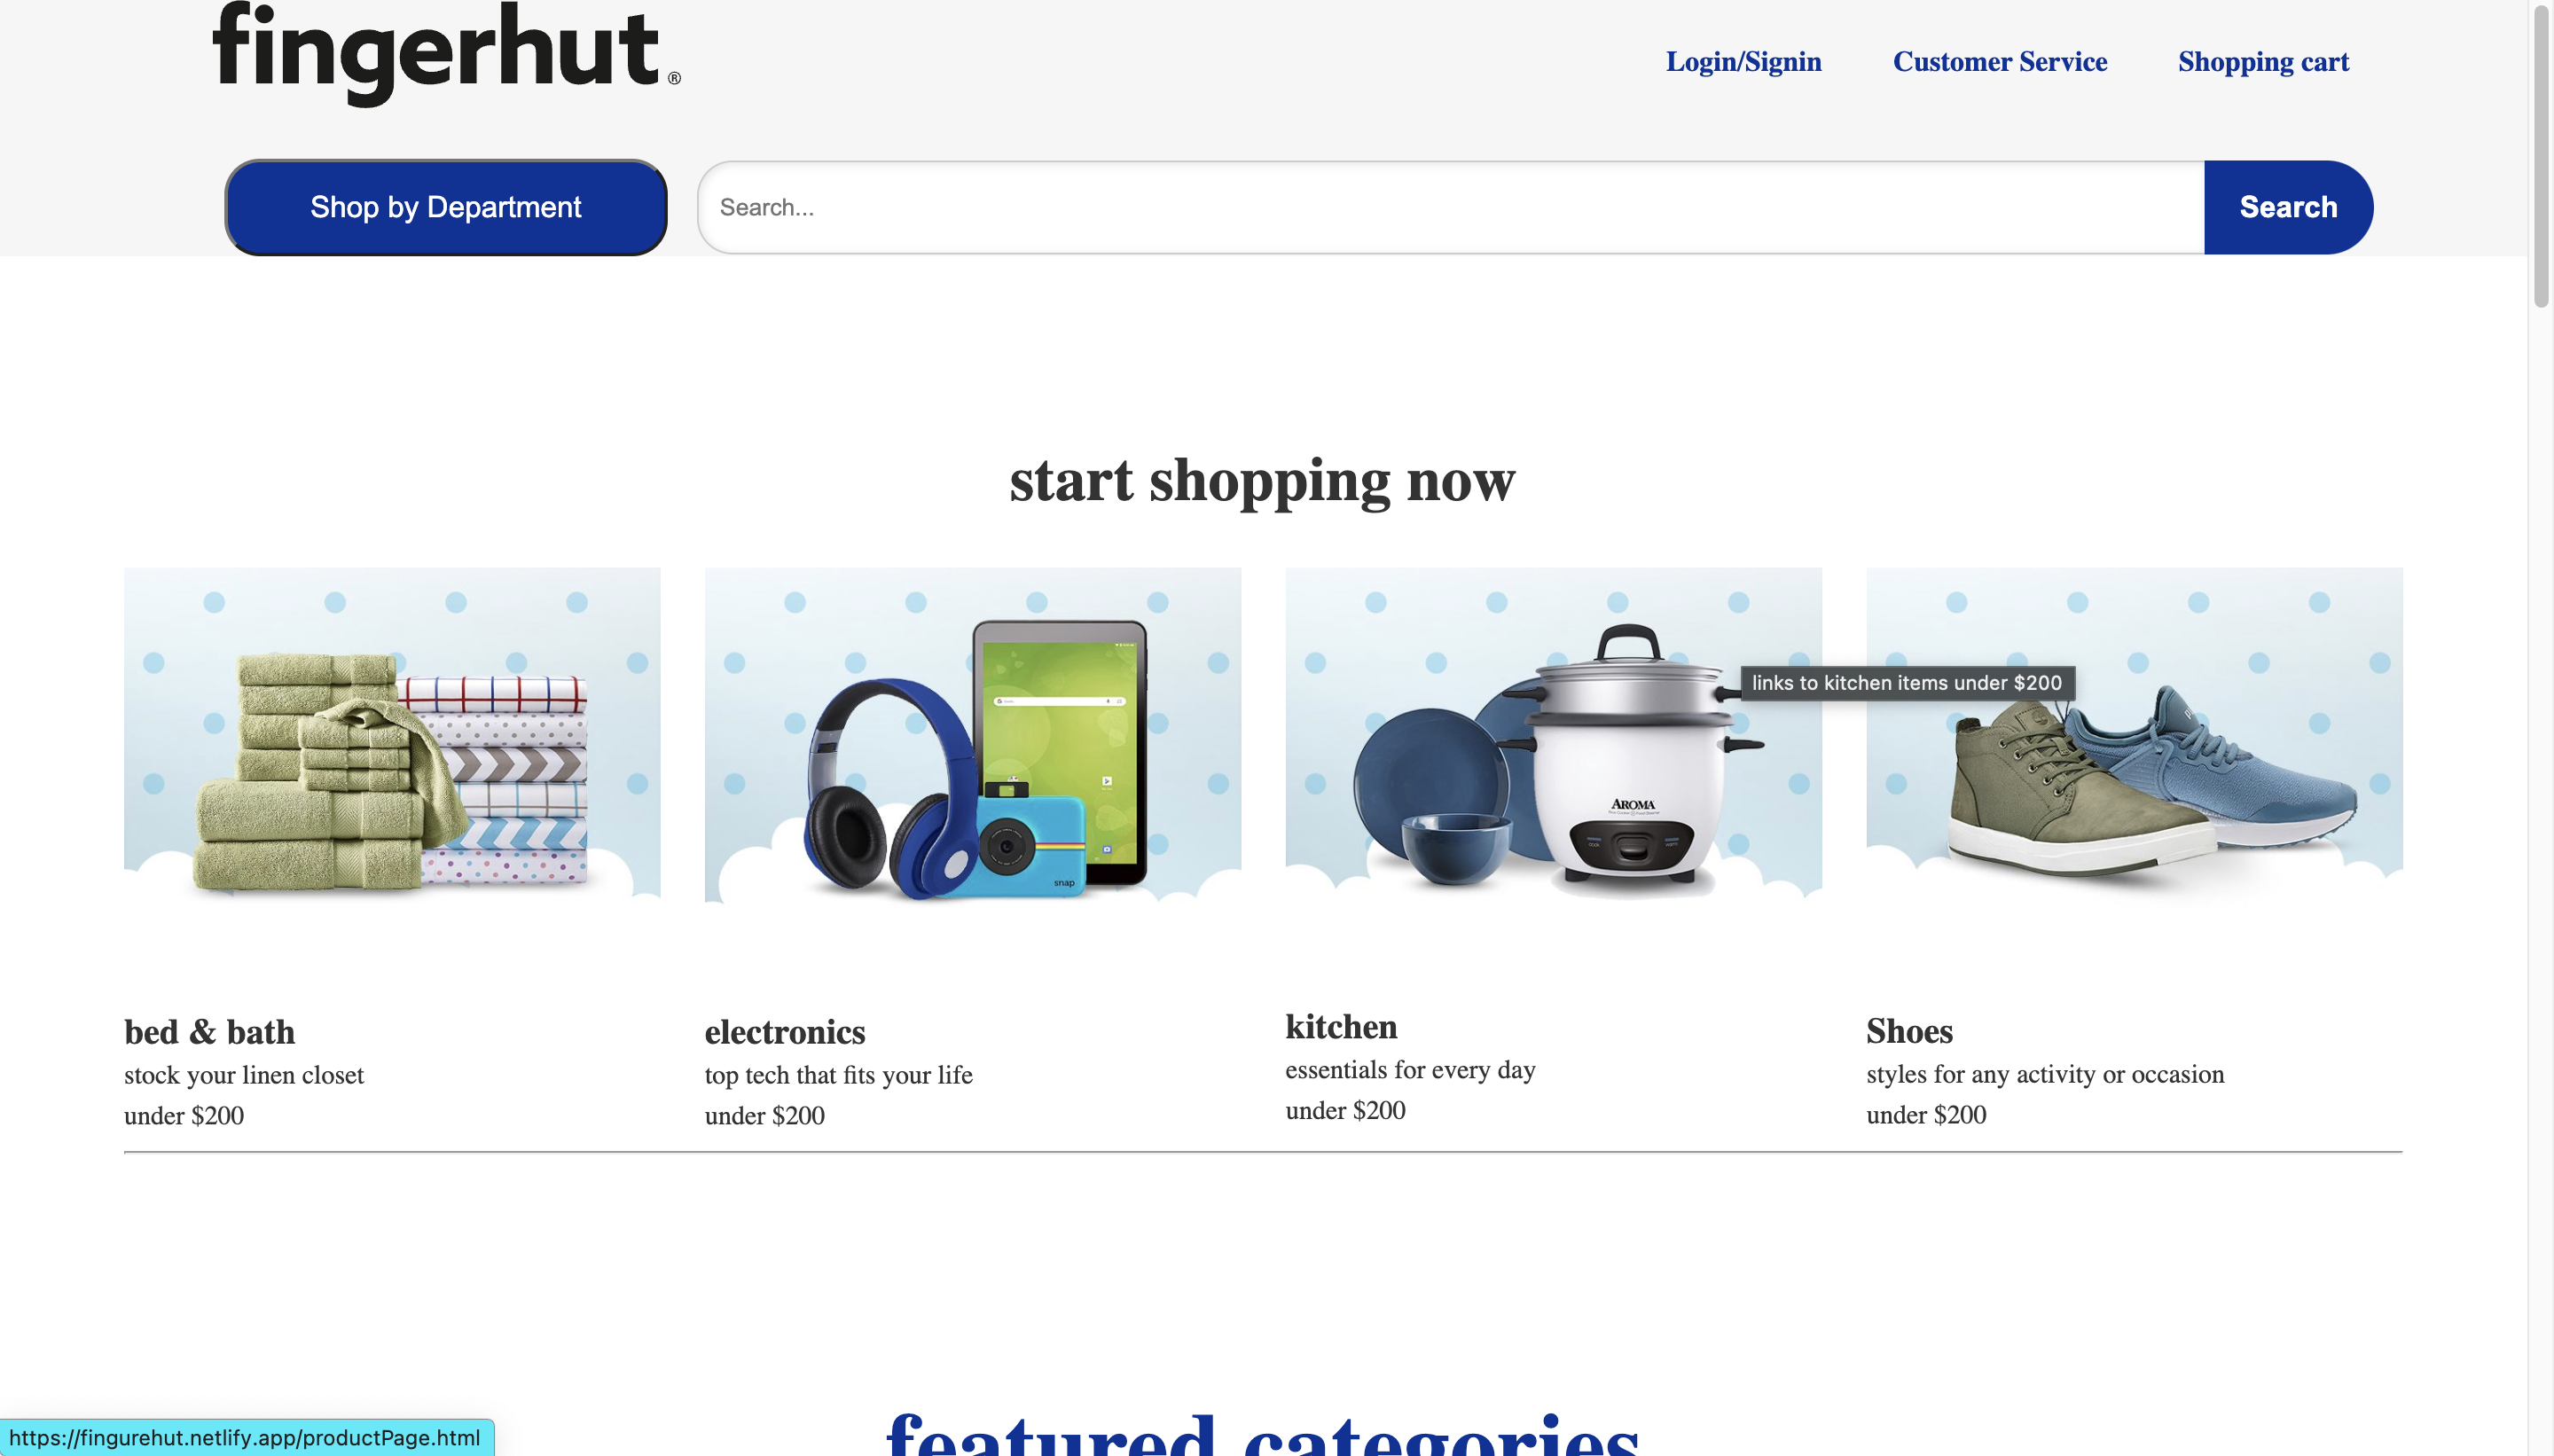 fingerhut®
Login/Signin Customer Service Shopping cart
Shop by Department Search... Search
start shopping now
links to kitchen items under $200
AROMA
snap
bed & bath
stock your linen closet
under $200
electronics
top tech that fits your life
under $200
kitchen
essentials for every day
under $200
Shoes
styles for any activity or occasion
under $200
featured categories
https://fingurehut.netlify.app/productPage.html